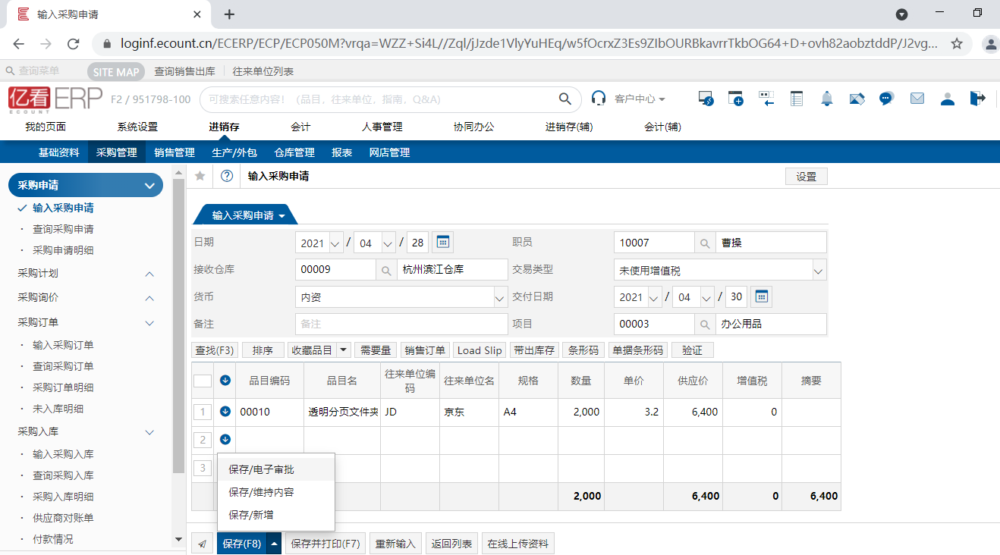 输入采购申请
loginf.ecount.cn/ECERP/ECP/ECP050M?vrqa=WZZ+Si4L//Zql/jJzde1VlyYuHEq/w5fOcrxZ3Es9ZIbOURBkavrrTkbOG64+D+ovh82aobztddP/J2vg...
查询菜单 SITE MAP 查询销售出库 往来单位列表
亿看 ERP ECOUNT F2 / 951798-100 可搜索任意内容! (品目, 往来单位, 指南, Q&A) 客户中心
我的页面 系统设置 进销存 会计 人事管理 协同办公 进销存(辅) 会计(辅)
基础资料 采购管理 销售管理 生产/外包 仓库管理 报表 网店管理
采购申请
输入采购申请
查询采购申请
采购申请明细
采购计划
采购询价
采购订单
输入采购订单
查询采购订单
采购订单明细
未入库明细
采购入库
输入采购入库
查询采购入库
采购入库明细
供应商对账单
付款情况
输入采购申请 设置
输入采购申请
日期 2021 / 04 / 28 职员 10007 曹操
接收仓库 00009 杭州滨江仓库 交易类型 未使用增值税
货币 内资 交付日期 2021 / 04 / 30
备注 备注 项目 00003 办公用品
查找(F3) 排序 收藏品目 需要量 销售订单 Load Slip 带出库存 条形码 单据条形码 验证
品目编码 品目名 往来单位编码 往来单位名 规格 数量 单价 供应价 增值税 摘要
1 00010 透明分页文件夹 JD 京东 A4 2,000 3.2 6,400 0
2
3
2,000 6,400 0 6,400
保存/电子审批
保存/维持内容
保存/新增
保存(F8) 保存并打印(F7) 重新输入 返回列表 在线上传资料